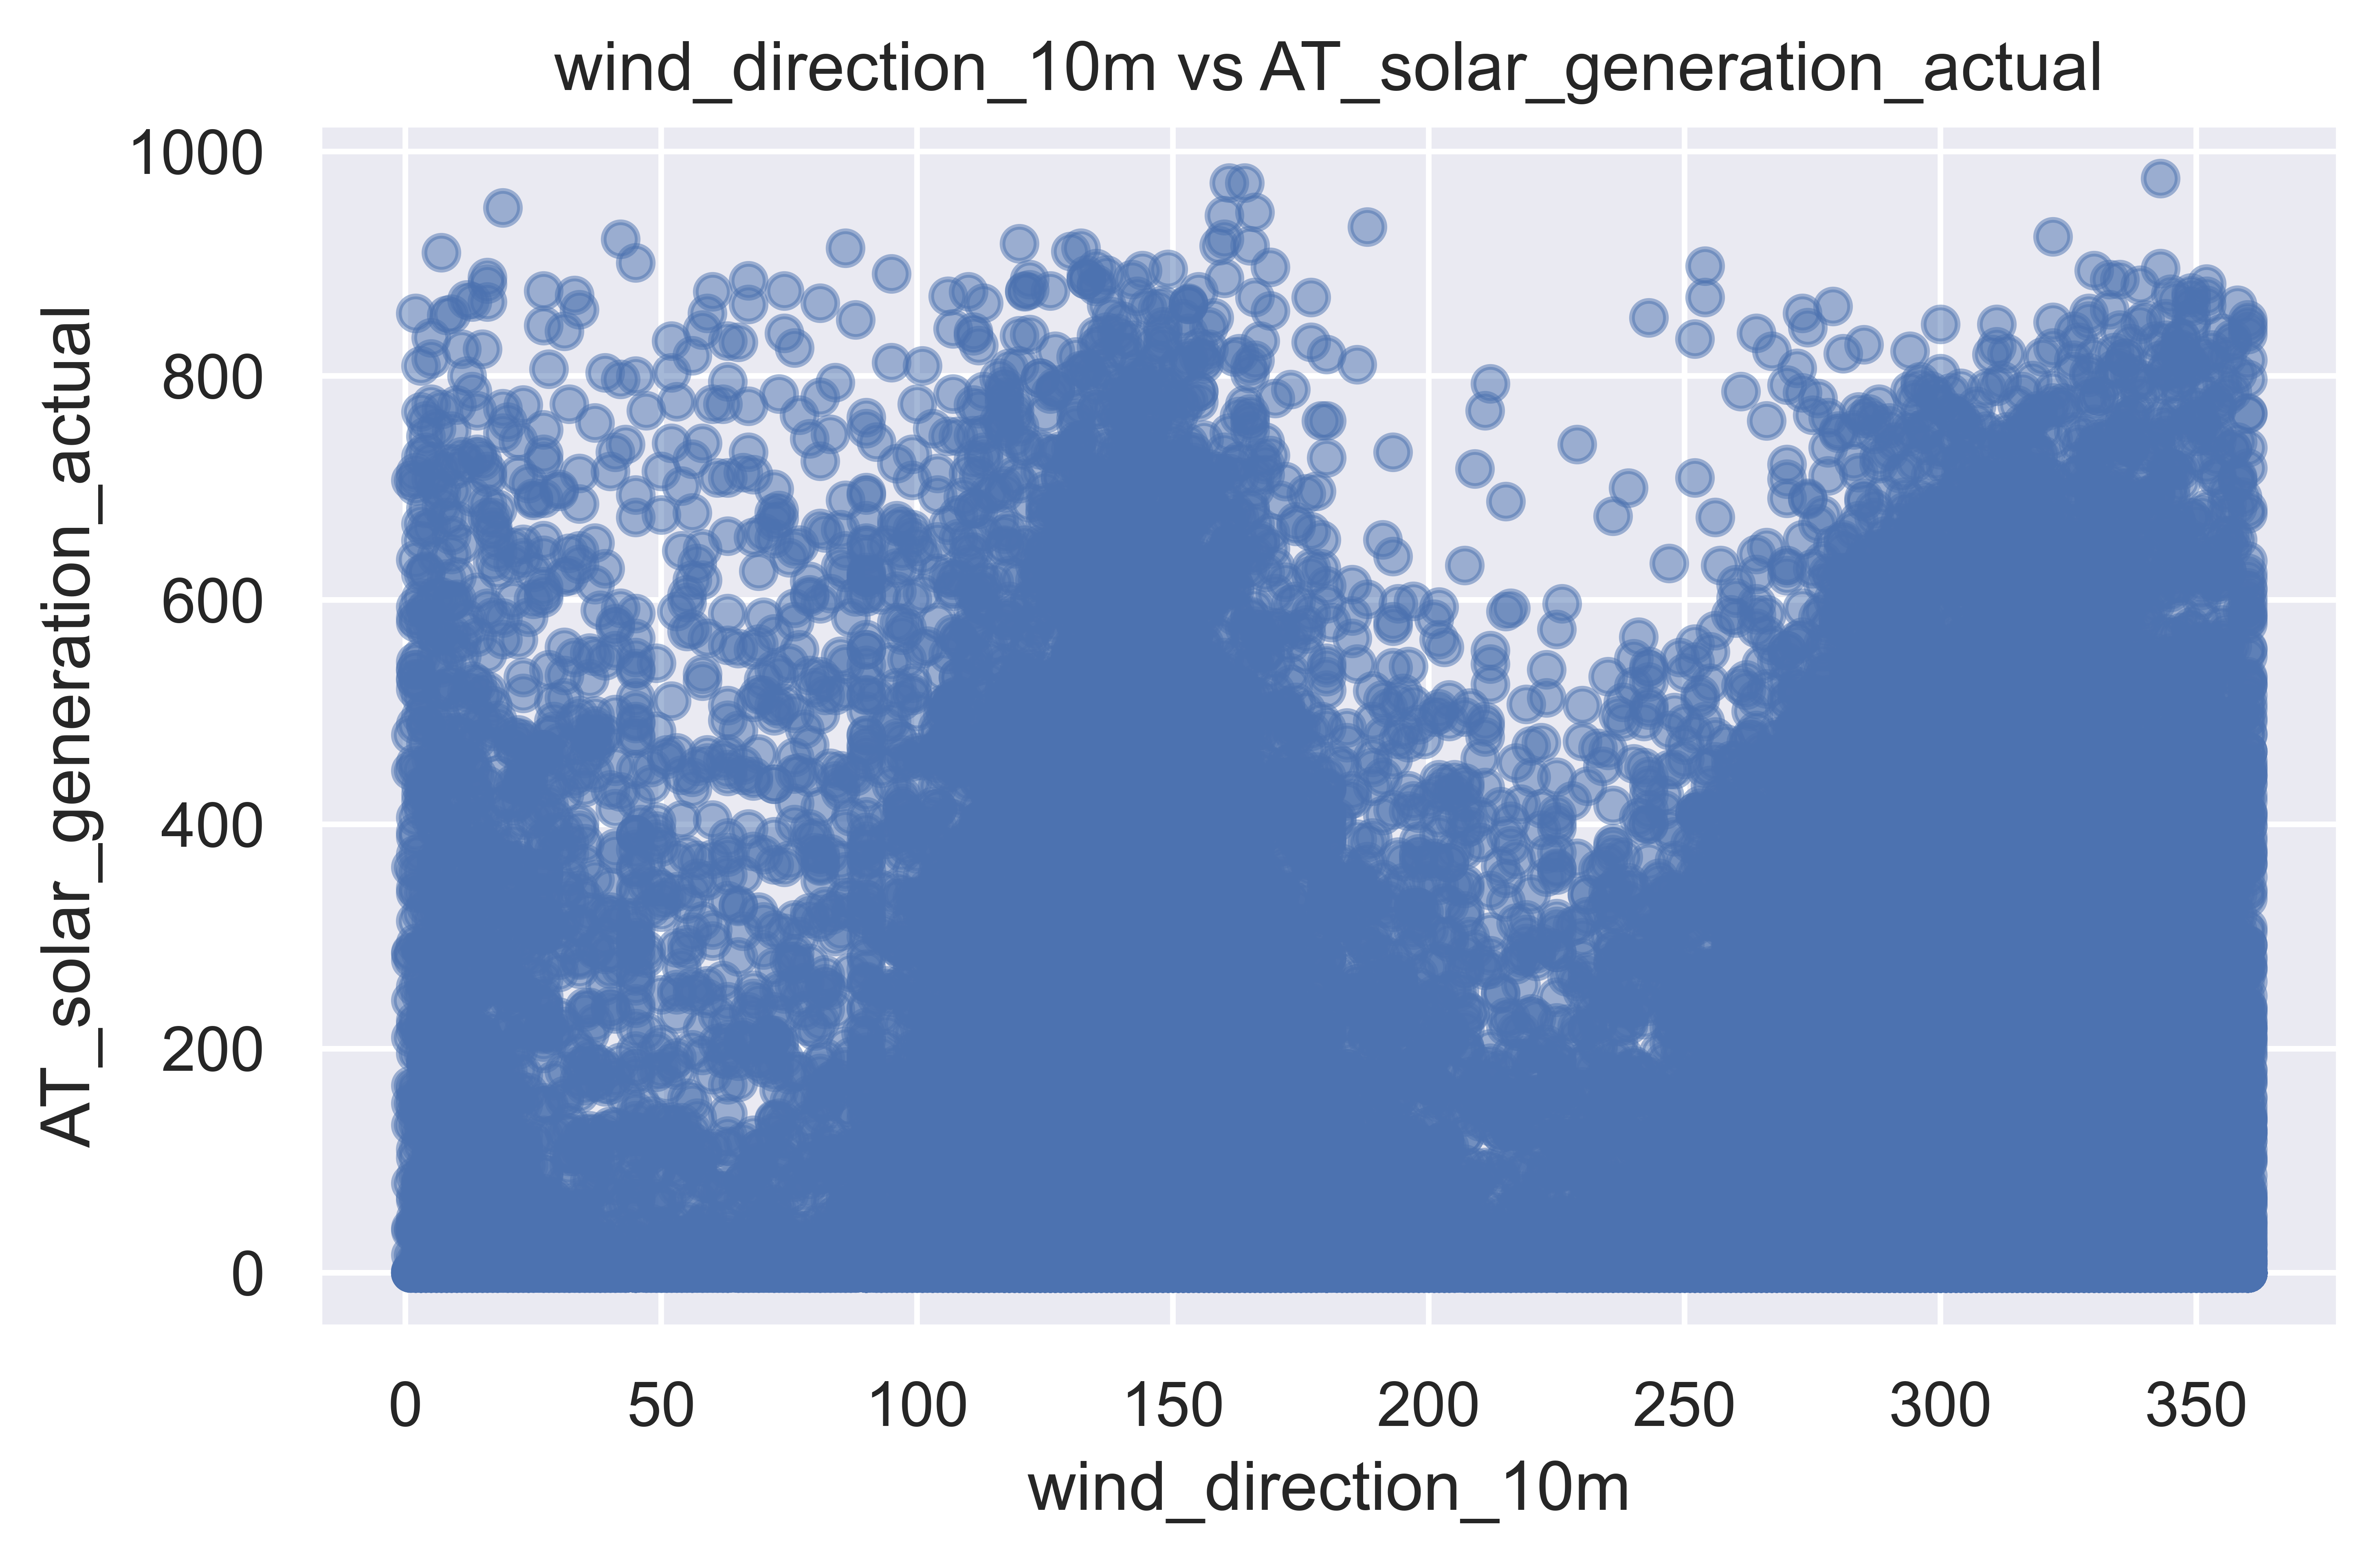 wind_direction_10m vs AT_solar_generation_actual
1000
800
600
400
200
0
AT_solar_generation_actual
0 50 100 150 200 250 300 350
wind_direction_10m